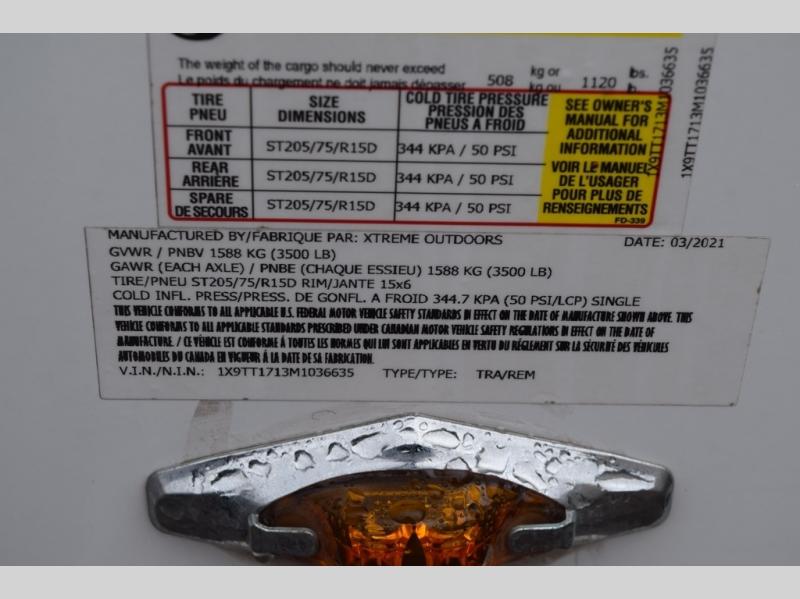 The weight of the cargo should never exceed 508 kg or 1120 lbs.
Le poids du chargement ne doit jamais dépasser kg ou lb
TIRE PNEU
SIZE DIMENSIONS
COLD TIRE PRESSURE
PRESSION DES
PNEUS A FROID
FRONT AVANT
ST205/75/R15D
344 KPA / 50 PSI
REAR ARRIÈRE
ST205/75/R15D
344 KPA / 50 PSI
SPARE DE SECOURS
ST205/75/R15D
344 KPA / 50 PSI
SEE OWNER'S
MANUAL FOR
ADDITIONAL
INFORMATION
VOIR LE MANUEL
DE L'USAGER
POUR PLUS DE
RENSEIGNEMENTS
FD-339
1X9TT1713M1036635
1X9TT1713M1036635
MANUFACTURED BY/FABRIQUE PAR: XTREME OUTDOORS DATE: 03/2021
GVWR / PNBV 1588 KG (3500 LB)
GAWR (EACH AXLE) / PNBE (CHAQUE ESSIEU) 1588 KG (3500 LB)
TIRE/PNEU ST205/75/R15D RIM/JANTE 15x6
COLD INFL. PRESS/PRESS. DE GONFL. A FROID 344.7 KPA (50 PSI/LCP) SINGLE
THIS VEHICLE CONFORMS TO ALL APPLICABLE U.S. FEDERAL MOTOR VEHICLE SAFETY STANDARDS IN EFFECT ON THE DATE OF MANUFACTURE SHOWN ABOVE. THIS
VEHICLE CONFORMS TO ALL APPLICABLE STANDARDS PRESCRIBED UNDER CANADIAN MOTOR VEHICLE SAFETY REGULATIONS IN EFFECT ON THE DATE OF
MANUFACTURE. / CE VÉHICLE EST CONFORME À TOUTES LES NORMES QUI LUI SONT APPLICABLES EN VERTU DU RÉGLEMENT SUR LA SÉCURITÉ DES VÉHICULES
AUTOMOBILES DU CANADA EN VIGUEUR Á LA DATE DE SA FABRICATION.
V.I.N./N.I.N.: 1X9TT1713M1036635 TYPE/TYPE: TRA/REM